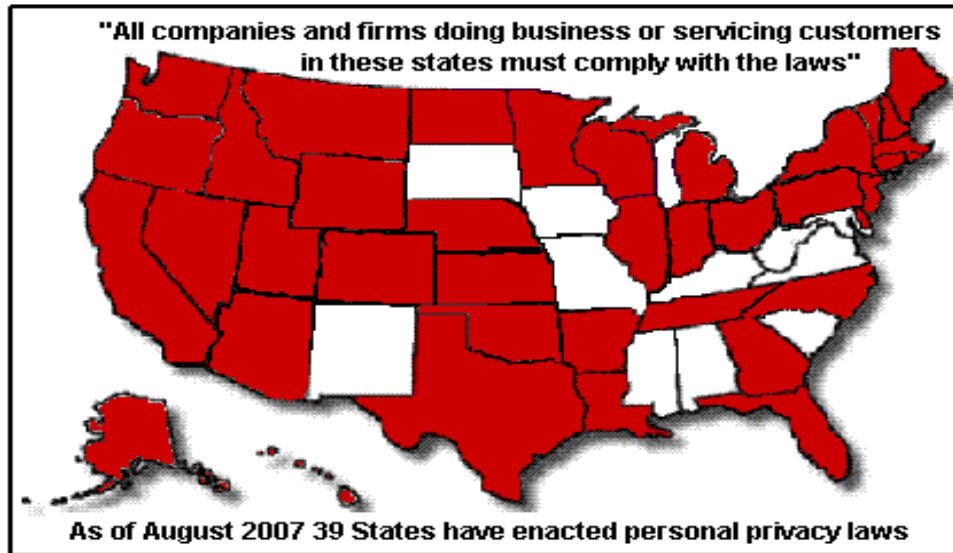 "All companies and firms doing business or servicing customers
in these states must comply with the laws"
As of August 2007 39 States have enacted personal privacy laws